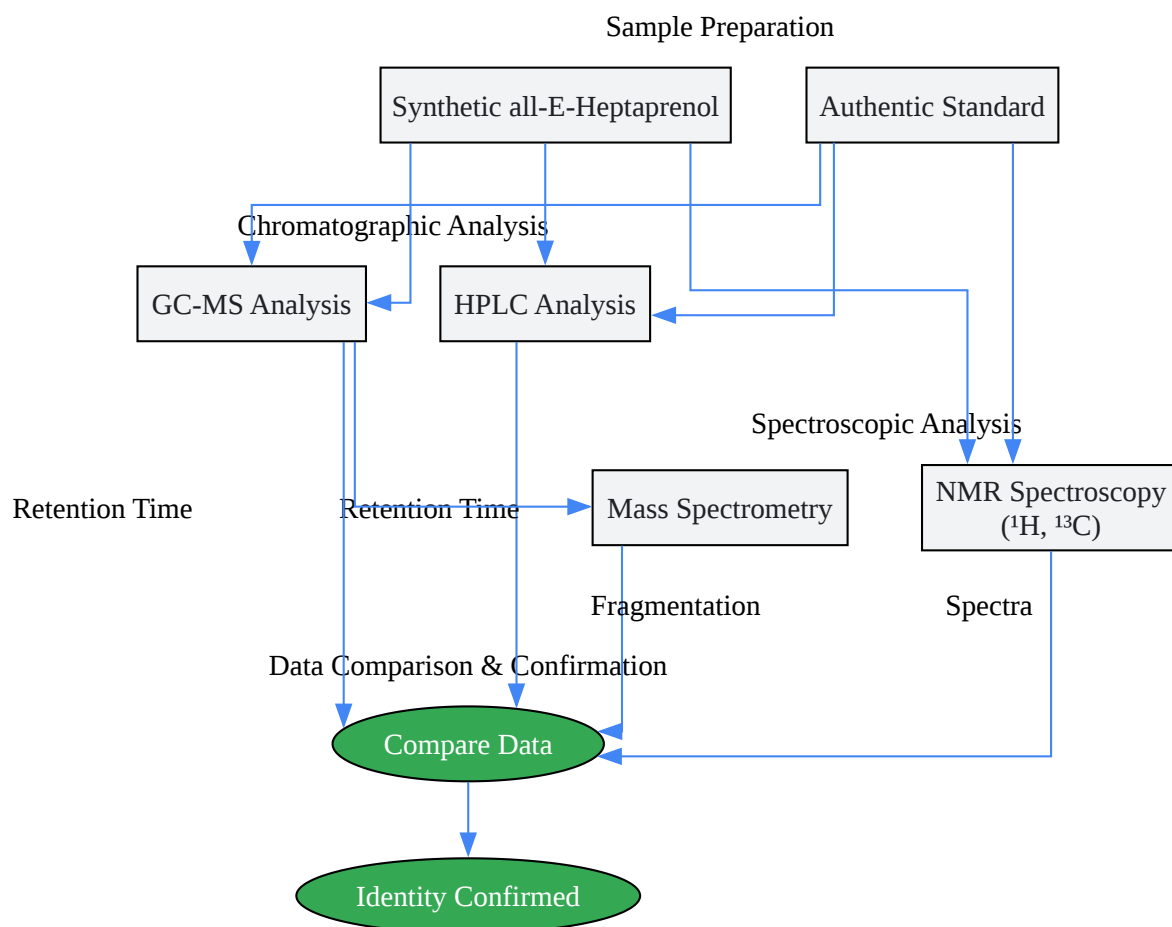 Sample Preparation
Synthetic all-E-Heptaprenol
Authentic Standard
Chromatographic Analysis
GC-MS Analysis
HPLC Analysis
Spectroscopic Analysis
Retention Time
Retention Time
Mass Spectrometry
NMR Spectroscopy
(¹H, ¹³C)
Fragmentation
Spectra
Data Comparison & Confirmation
Compare Data
Identity Confirmed